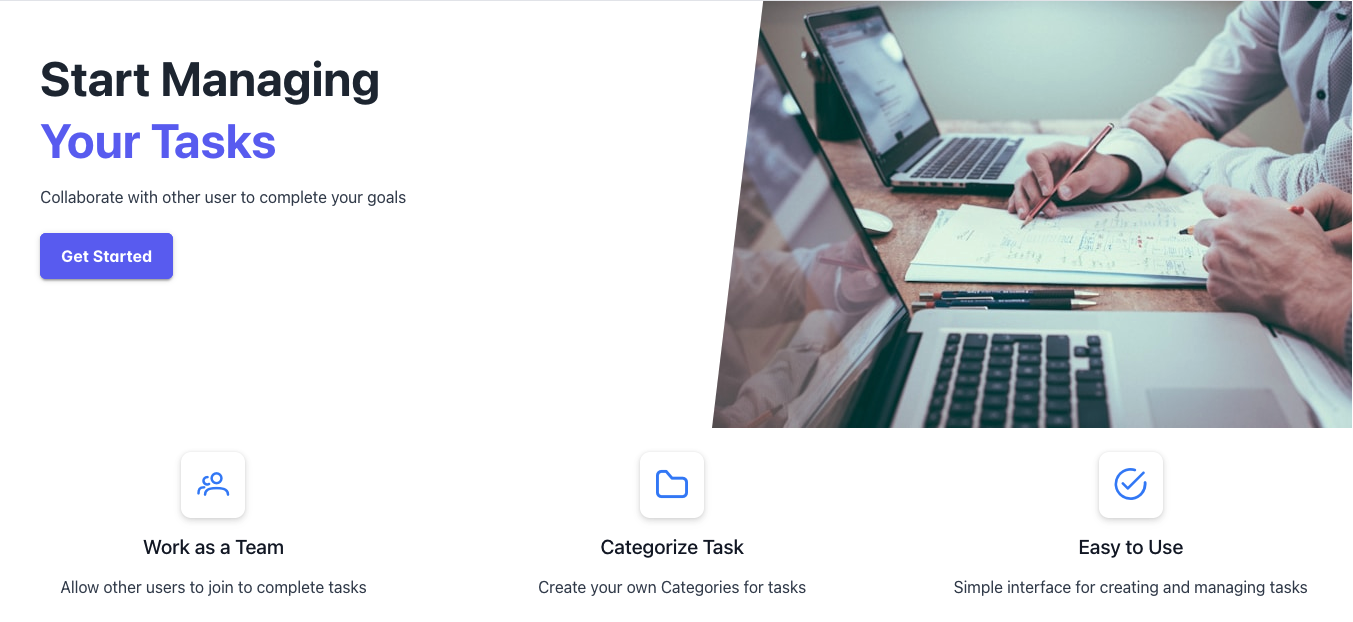 Start Managing
Your Tasks
Collaborate with other user to complete your goals
Get Started
Work as a Team
Allow other users to join to complete tasks
Categorize Task
Create your own Categories for tasks
Easy to Use
Simple interface for creating and managing tasks